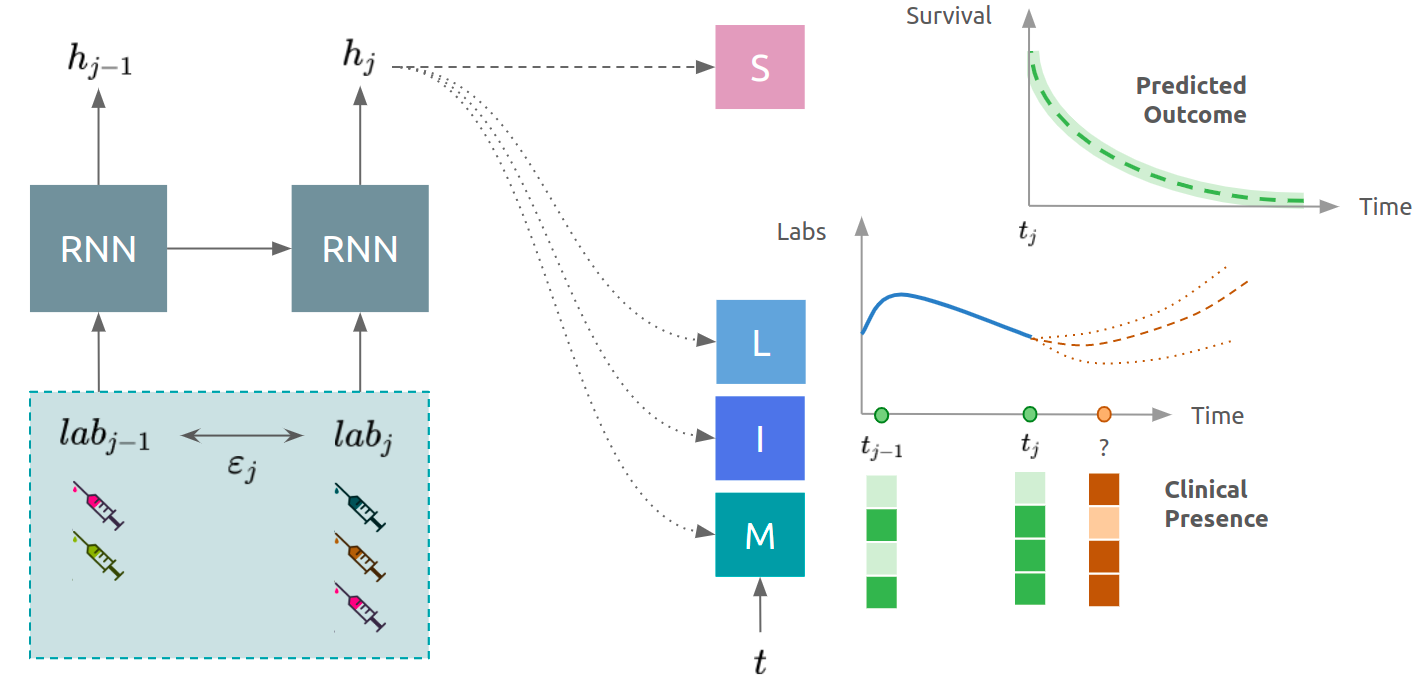 h_{j-1}
h_j
S
Survival
Predicted
Outcome
Time
t_j
RNN
RNN
Labs
L
I
M
t
Time
t_{j-1}
t_j
?
Clinical
Presence
lab_{j-1}
lab_j
ε_j